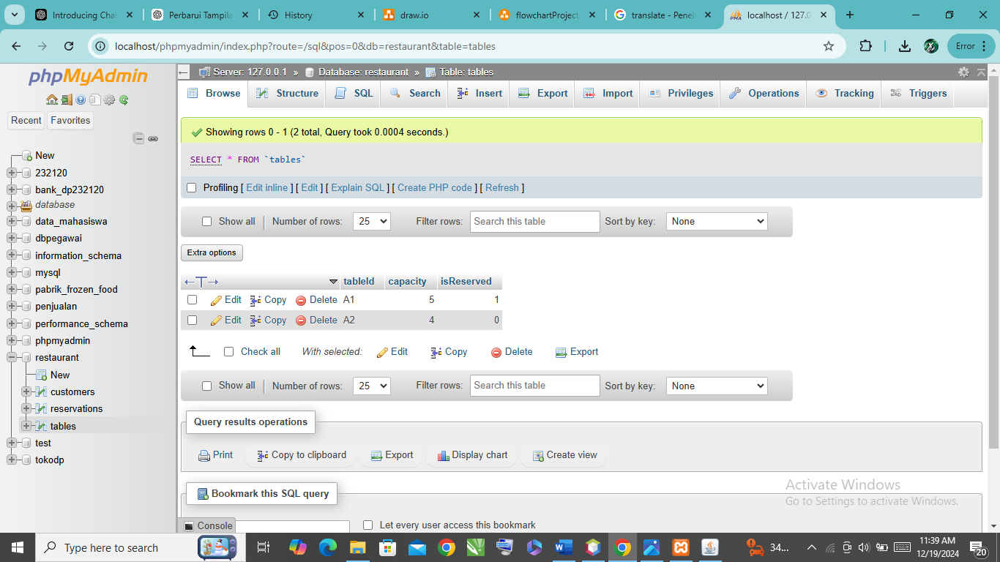 Introducing Cha
Perbarui Tampila
History
draw.io
flowchartProject
translate - Pene
localhost / 127.0
localhost/phpmyadmin/index.php?route=/sql&pos=0&db=restaurant&table=tables
Error
phpMyAdmin
Recent
Favorites
New
232120
bank_dp232120
database
data_mahasiswa
dbpegawai
information_schema
mysql
pabrik_frozen_food
penjualan
performance_schema
phpmyadmin
restaurant
New
customers
reservations
tables
test
tokodp
Server: 127.0.0.1 » Database: restaurant » Table: tables
Browse Structure SQL Search Insert Export Import Privileges Operations Tracking Triggers
Showing rows 0 - 1 (2 total, Query took 0.0004 seconds.)
SELECT * FROM `tables`
Profiling [ Edit inline ] [ Edit ] [ Explain SQL ] [ Create PHP code ] [ Refresh ]
Show all Number of rows: 25 Filter rows: Search this table Sort by key: None
Extra options
tableId capacity isReserved
Edit Copy Delete A1 5 1
Edit Copy Delete A2 4 0
Check all With selected: Edit Copy Delete Export
Show all Number of rows: 25 Filter rows: Search this table Sort by key: None
Query results operations
Print Copy to clipboard Export Display chart Create view
Bookmark this SQL query
Console
Let every user access this bookmark
Activate Windows
Go to Settings to activate Windows.
Type here to search
34...
11:39 AM
12/19/2024
20